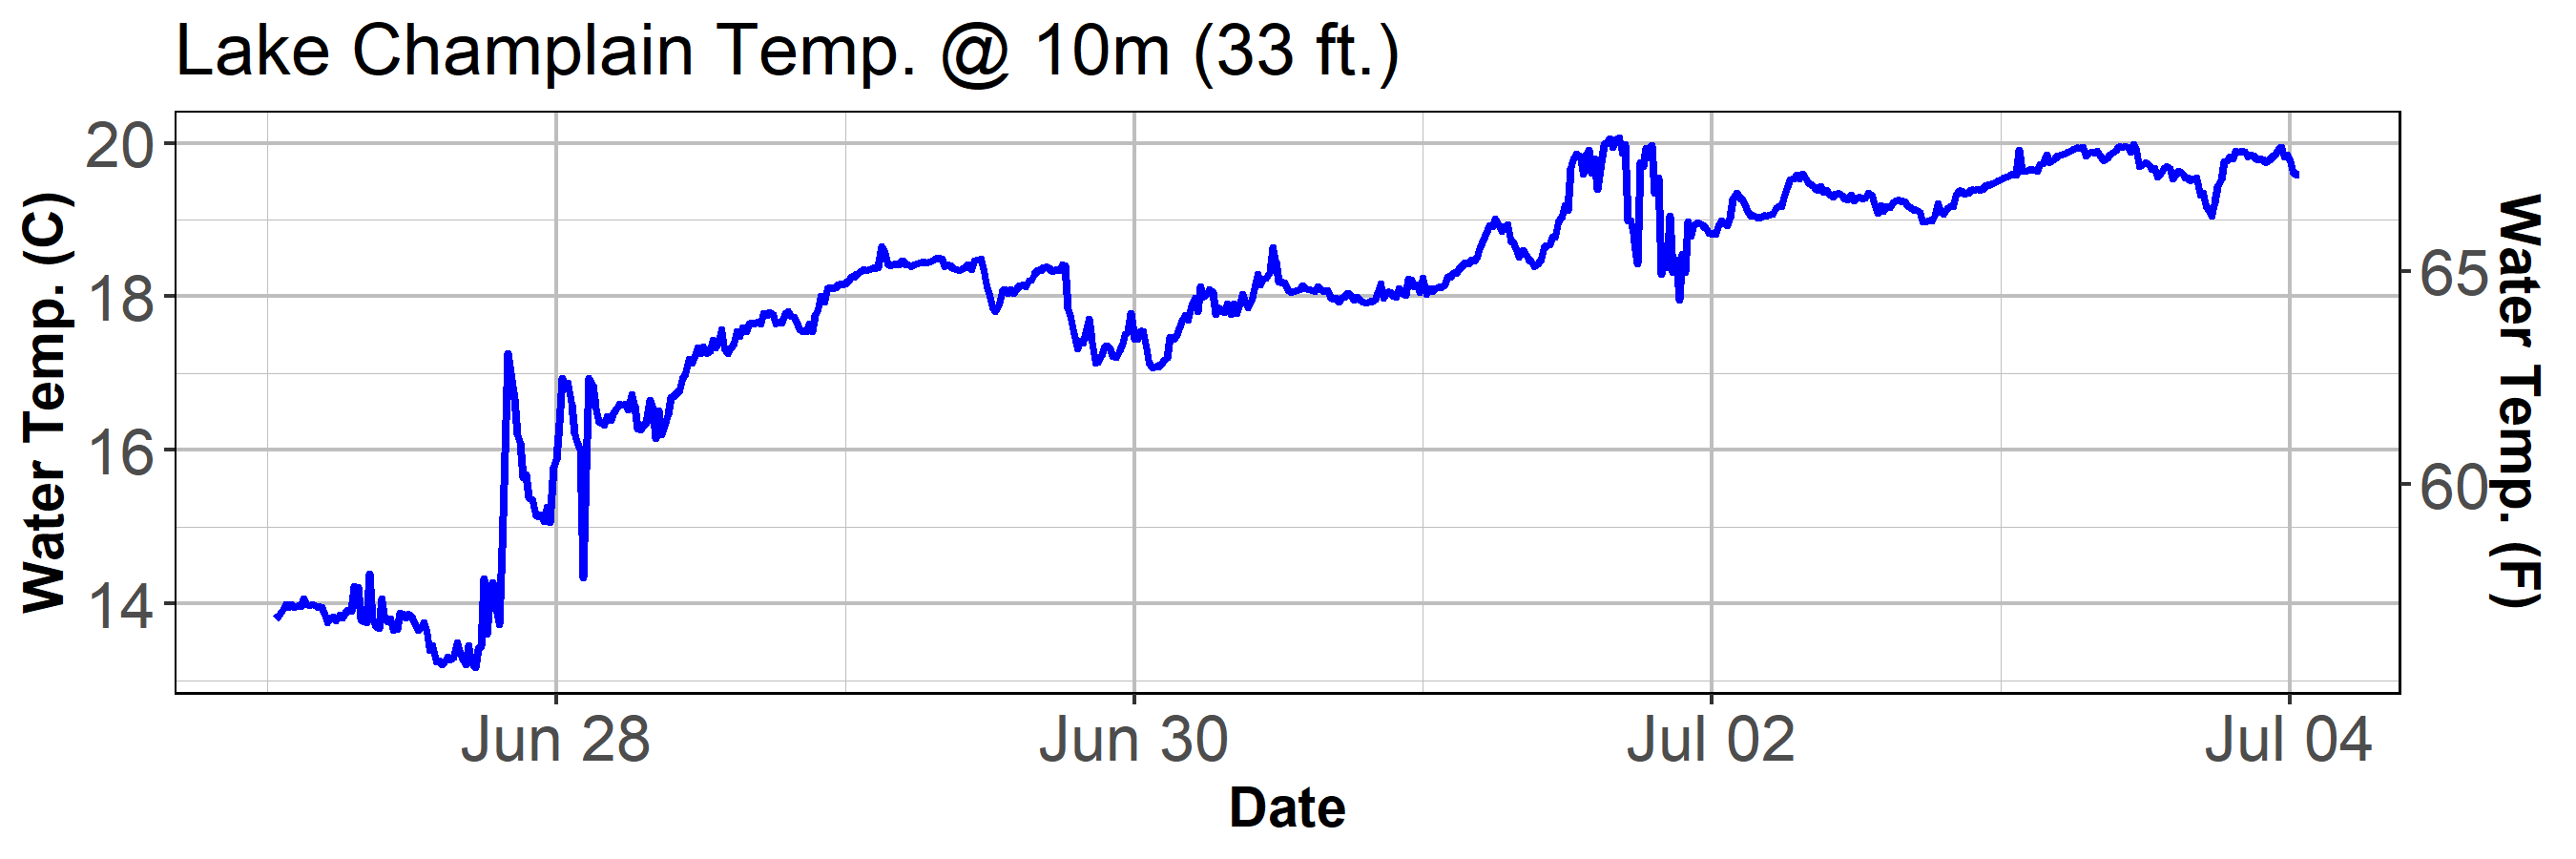 Lake Champlain Temp. @ 10m (33 ft.)
Water Temp. (C)
20
18
16
14
65
60
Water Temp. (F)
Jun 28
Jun 30
Jul 02
Jul 04
Date